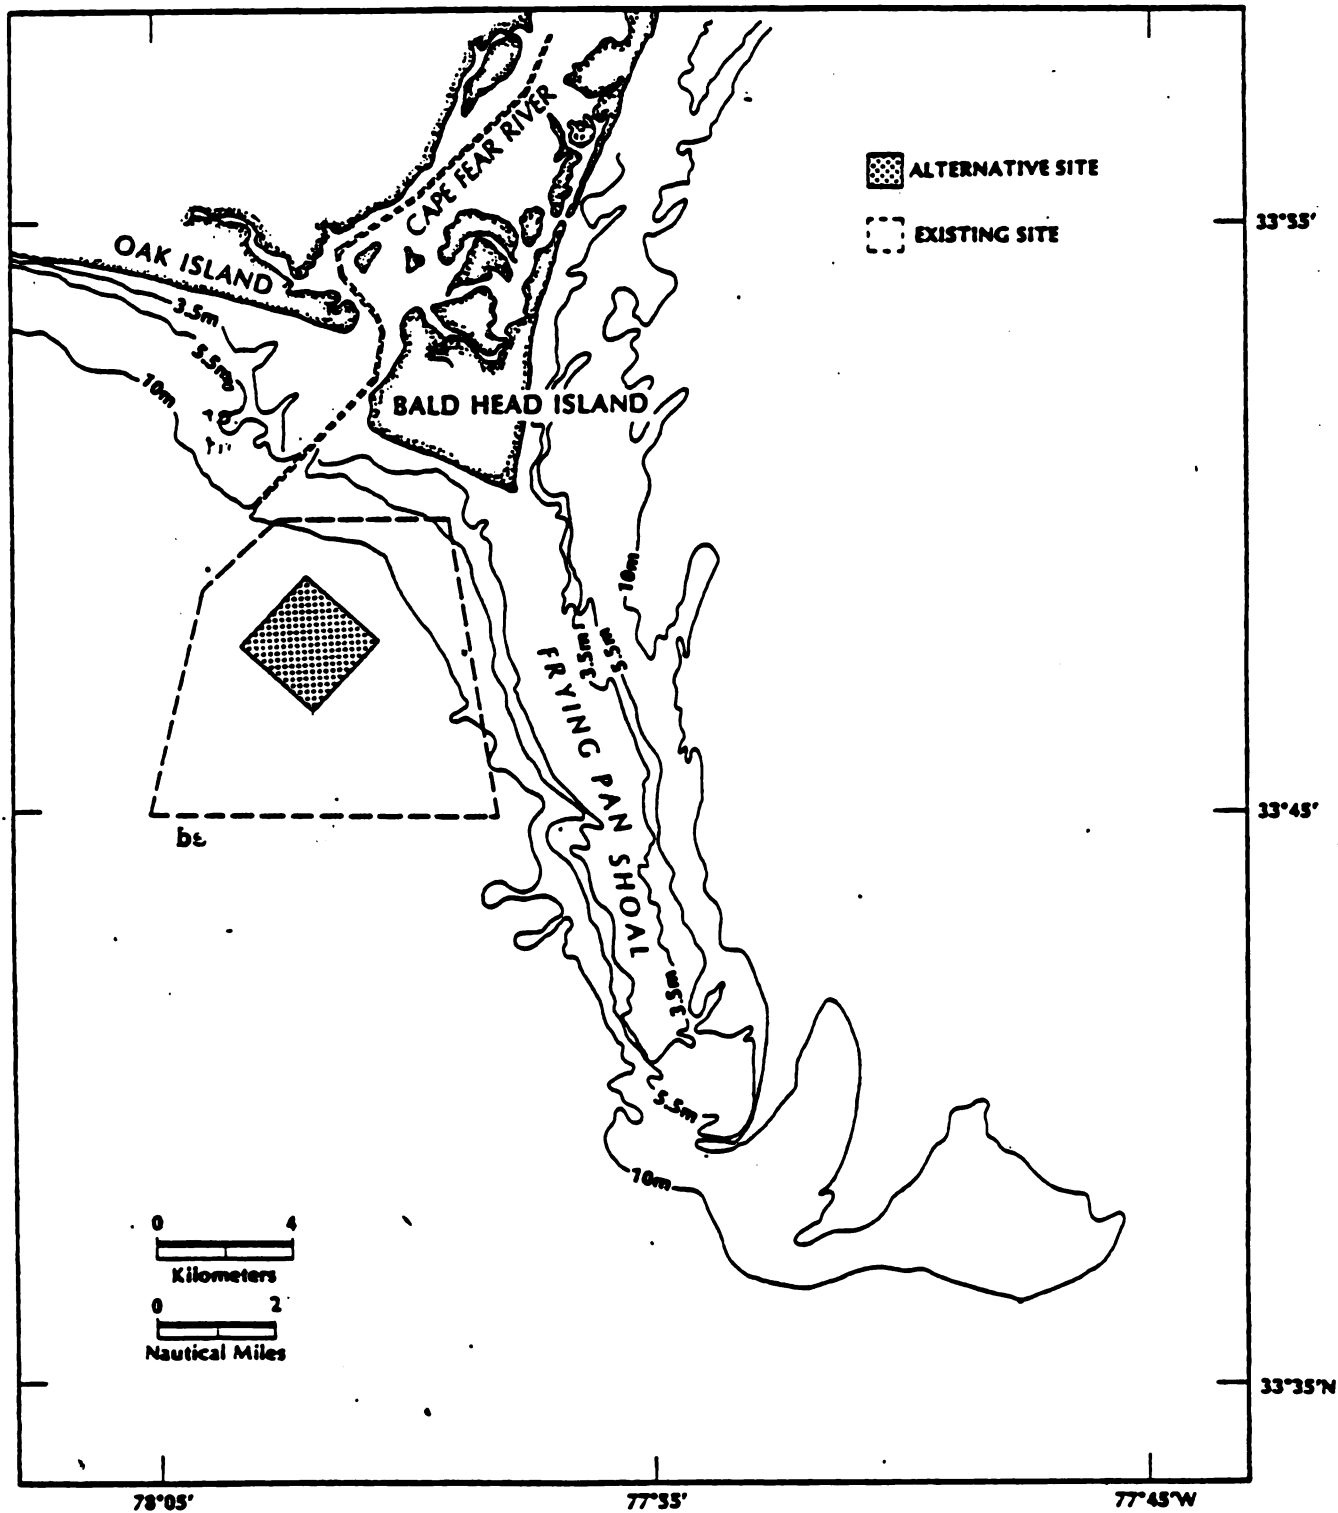 CAPE FEAR RIVER
ALTERNATIVE SITE
EXISTING SITE
33°55'
OAK ISLAND
3.5m
5.5m
10m
BALD HEAD ISLAND
10m
5.5m
3.5m
FRYING PAN SHOAL
33°45'
3.5m
5.5m
10m
0 4
Kilometers
0 2
Nautical Miles
33°35'N
78°05' 77°55' 77°45'W